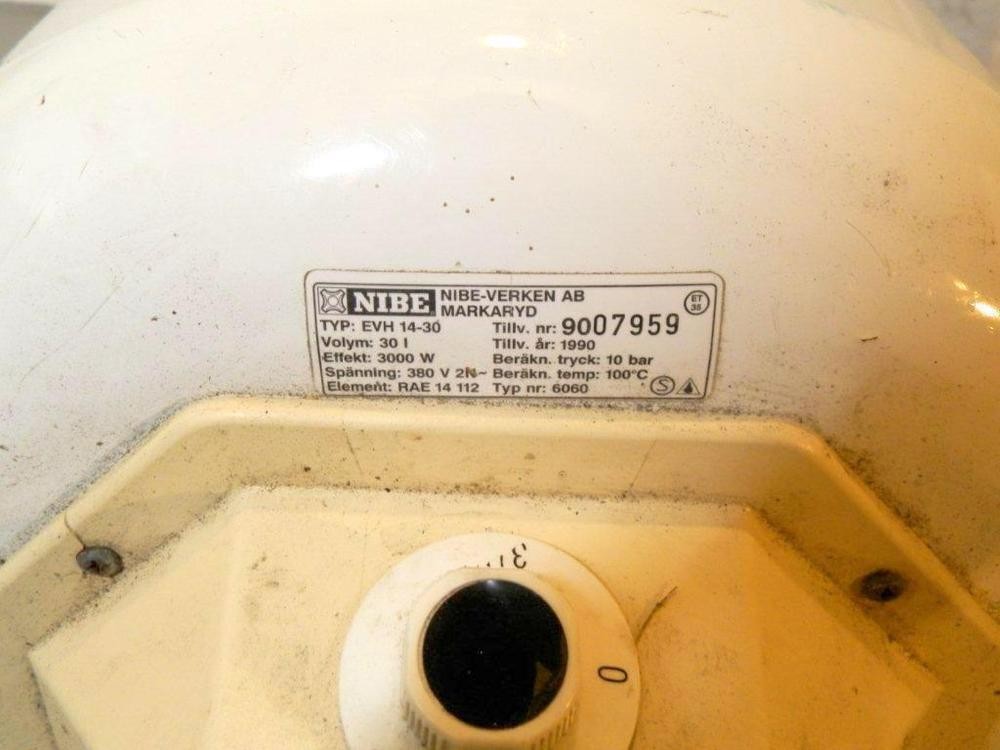 NIBE NIBE-VERKEN AB
MARKARYD
ET
35
TYP: EVH 14-30 Tillv. nr: 9007959
Volym: 30 l Tillv. år: 1990
Effekt: 3000 W Beräkn. tryck: 10 bar
Spänning: 380 V 2N~ Beräkn. temp: 100°C
Element: RAE 14 112 Typ nr: 6060 S
0